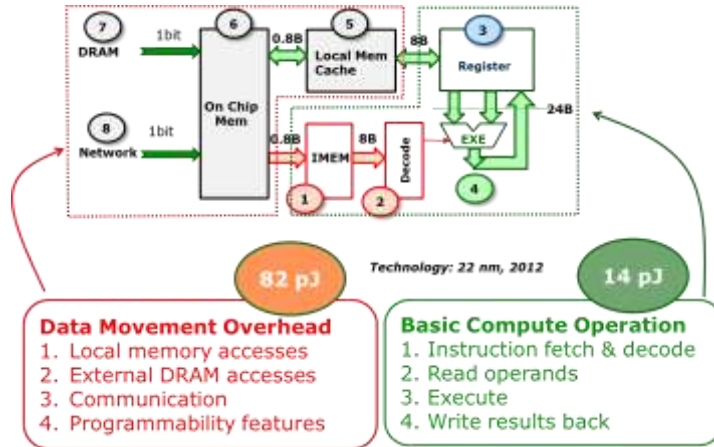 7
DRAM
1bit
6
On Chip
Mem
0.8B
5
Local Mem
Cache
8B
3
Register
24B
8
Network
1bit
0.8B
IMEM
1
8B
Decode
2
EXE
4
82 pJ
Technology: 22 nm, 2012
14 pJ
Data Movement Overhead
1. Local memory accesses
2. External DRAM accesses
3. Communication
4. Programmability features
Basic Compute Operation
1. Instruction fetch & decode
2. Read operands
3. Execute
4. Write results back